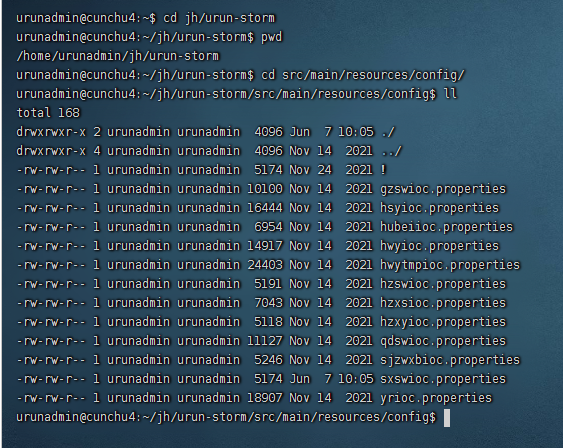 urunadmin@cunchu4:~$ cd jh/urun-storm
urunadmin@cunchu4:~/jh/urun-storm$ pwd
/home/urunadmin/jh/urun-storm
urunadmin@cunchu4:~/jh/urun-storm$ cd src/main/resources/config/
urunadmin@cunchu4:~/jh/urun-storm/src/main/resources/config$ ll
total 168
drwxrwxr-x 2 urunadmin urunadmin  4096 Jun  7 10:05 ./
drwxrwxr-x 4 urunadmin urunadmin  4096 Nov 14  2021 ../
-rw-rw-r-- 1 urunadmin urunadmin  5174 Nov 24  2021 !
-rw-rw-r-- 1 urunadmin urunadmin 10100 Nov 14  2021 gzswioc.properties
-rw-rw-r-- 1 urunadmin urunadmin 16444 Nov 14  2021 hsyioc.properties
-rw-rw-r-- 1 urunadmin urunadmin  6954 Nov 14  2021 hubeiioc.properties
-rw-rw-r-- 1 urunadmin urunadmin 14917 Nov 14  2021 hwyioc.properties
-rw-rw-r-- 1 urunadmin urunadmin 24403 Nov 14  2021 hwytmpioc.properties
-rw-rw-r-- 1 urunadmin urunadmin  5191 Nov 14  2021 hzswioc.properties
-rw-rw-r-- 1 urunadmin urunadmin  7043 Nov 14  2021 hzxsioc.properties
-rw-rw-r-- 1 urunadmin urunadmin  5118 Nov 14  2021 hzxyioc.properties
-rw-rw-r-- 1 urunadmin urunadmin 11127 Nov 14  2021 qdswioc.properties
-rw-rw-r-- 1 urunadmin urunadmin  5246 Nov 14  2021 sjzwxbioc.properties
-rw-rw-r-- 1 urunadmin urunadmin  5174 Jun  7 10:05 sxswioc.properties
-rw-rw-r-- 1 urunadmin urunadmin 18907 Nov 14  2021 yrioc.properties
urunadmin@cunchu4:~/jh/urun-storm/src/main/resources/config$